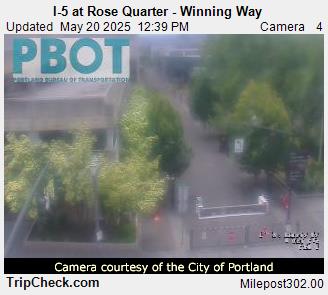 I-5 at Rose Quarter - Winning Way
Updated May 20 2025 12:39 PM Camera 4
PBOT
PORTLAND BUREAU OF TRANSPORTATION
Camera courtesy of the City of Portland
TripCheck.com Milepost302.00